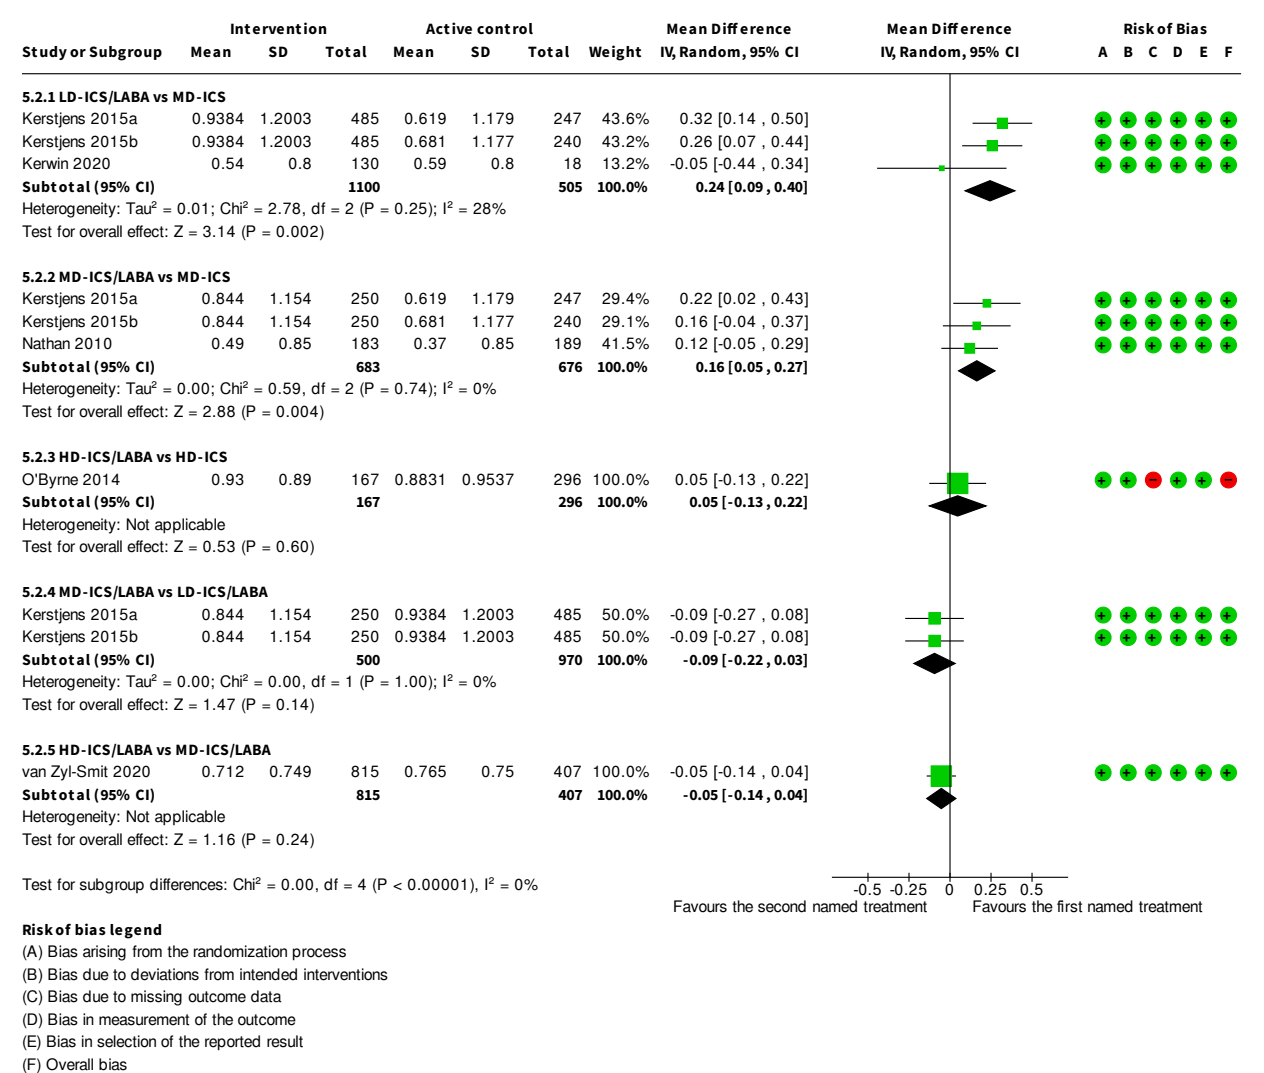 Intervention Active control Mean Difference Mean Difference Risk of Bias
Study or Subgroup Mean SD Total Mean SD Total Weight IV, Random, 95% CI IV, Random, 95% CI A B C D E F
5.2.1 LD-ICS/LABA vs MD-ICS
Kerstjens 2015a 0.9384 1.2003 485 0.619 1.179 247 43.6% 0.32 [0.14 , 0.50] + + + + + +
Kerstjens 2015b 0.9384 1.2003 485 0.681 1.177 240 43.2% 0.26 [0.07 , 0.44] + + + + + +
Kerwin 2020 0.54 0.8 130 0.59 0.8 18 13.2% -0.05 [-0.44 , 0.34] + + + + + +
Subtotal (95% CI) 1100 505 100.0% 0.24 [0.09 , 0.40]
Heterogeneity: Tau² = 0.01; Chi² = 2.78, df = 2 (P = 0.25); I² = 28%
Test for overall effect: Z = 3.14 (P = 0.002)
5.2.2 MD-ICS/LABA vs MD-ICS
Kerstjens 2015a 0.844 1.154 250 0.619 1.179 247 29.4% 0.22 [0.02 , 0.43] + + + + + +
Kerstjens 2015b 0.844 1.154 250 0.681 1.177 240 29.1% 0.16 [-0.04 , 0.37] + + + + + +
Nathan 2010 0.49 0.85 183 0.37 0.85 189 41.5% 0.12 [-0.05 , 0.29] + + + + + +
Subtotal (95% CI) 683 676 100.0% 0.16 [0.05 , 0.27]
Heterogeneity: Tau² = 0.00; Chi² = 0.59, df = 2 (P = 0.74); I² = 0%
Test for overall effect: Z = 2.88 (P = 0.004)
5.2.3 HD-ICS/LABA vs HD-ICS
O'Byrne 2014 0.93 0.89 167 0.8831 0.9537 296 100.0% 0.05 [-0.13 , 0.22] + + − + + −
Subtotal (95% CI) 167 296 100.0% 0.05 [-0.13 , 0.22]
Heterogeneity: Not applicable
Test for overall effect: Z = 0.53 (P = 0.60)
5.2.4 MD-ICS/LABA vs LD-ICS/LABA
Kerstjens 2015a 0.844 1.154 250 0.9384 1.2003 485 50.0% -0.09 [-0.27 , 0.08] + + + + + +
Kerstjens 2015b 0.844 1.154 250 0.9384 1.2003 485 50.0% -0.09 [-0.27 , 0.08] + + + + + +
Subtotal (95% CI) 500 970 100.0% -0.09 [-0.22 , 0.03]
Heterogeneity: Tau² = 0.00; Chi² = 0.00, df = 1 (P = 1.00); I² = 0%
Test for overall effect: Z = 1.47 (P = 0.14)
5.2.5 HD-ICS/LABA vs MD-ICS/LABA
van Zyl-Smit 2020 0.712 0.749 815 0.765 0.75 407 100.0% -0.05 [-0.14 , 0.04] + + + + + +
Subtotal (95% CI) 815 407 100.0% -0.05 [-0.14 , 0.04]
Heterogeneity: Not applicable
Test for overall effect: Z = 1.16 (P = 0.24)
Test for subgroup differences: Chi² = 0.00, df = 4 (P < 0.00001), I² = 0%
-0.5 -0.25 0 0.25 0.5
Favours the second named treatment Favours the first named treatment
Risk of bias legend
(A) Bias arising from the randomization process
(B) Bias due to deviations from intended interventions
(C) Bias due to missing outcome data
(D) Bias in measurement of the outcome
(E) Bias in selection of the reported result
(F) Overall bias